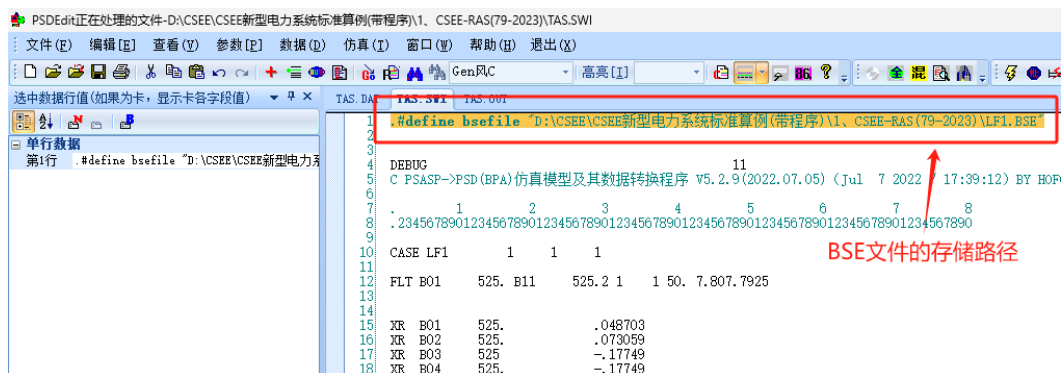 PSDEdit正在处理的文件-D:\CSEE\CSEE新型电力系统标准算例(带程序)\1、CSEE-RAS(79-2023)\TAS.SWI
文件(F) 编辑[E] 查看(V) 参数[P] 数据(D) 仿真(I) 窗口(W) 帮助(H) 退出(X)
Gen风C 高亮[I] 86 全 混
选中数据行值(如果为卡，显示卡各字段值) TAS.DAT TAS.SWI TAS.OUT
单行数据
第1行 .#define bsefile "D:\CSEE\CSEE新型电力系
1 .#define bsefile "D:\CSEE\CSEE新型电力系统标准算例(带程序)\1、CSEE-RAS(79-2023)\LF1.BSE"
2
3
4 DEBUG 11
5 C PSASP->PSD(BPA)仿真模型及其数据转换程序 V5.2.9(2022.07.05) (Jul 7 2022 17:39:12) BY HOF
6
7 . 1 2 3 4 5 6 7 8
8 .2345678901234567890123456789012345678901234567890123456789012345678901234567890
9
10 CASE LF1 1 1 1
11
12 FLT B01 525. B11 525.2 1 1 50. 7.807.7925
13
14
15 XR B01 525. .048703
16 XR B02 525. .073059
17 XR B03 525 -.17749
18 XR B04 525. -.17749
BSE文件的存储路径